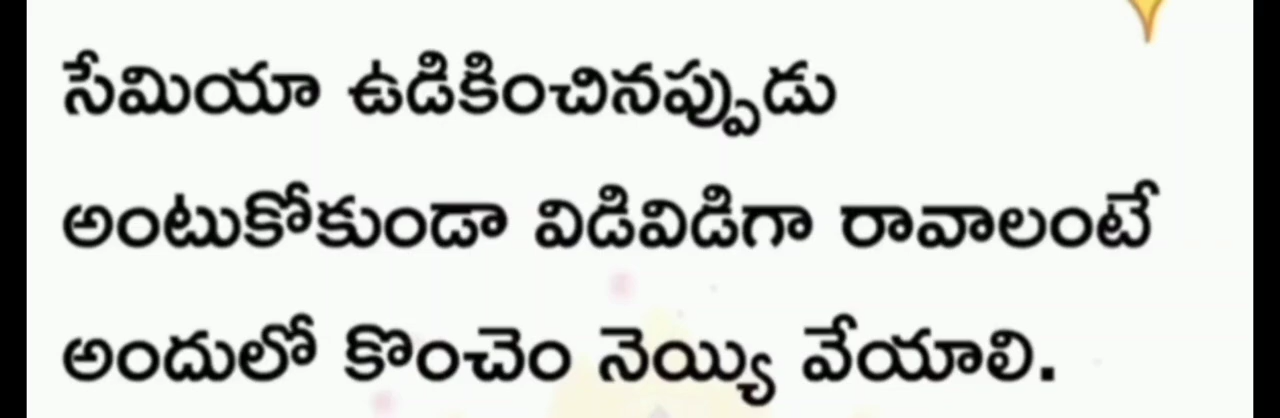 సేమియా ఉడికించినప్పుడు
అంటుకోకుండా విడివిడిగా రావాలంటే
అందులో కొంచెం నెయ్యి వేయాలి.